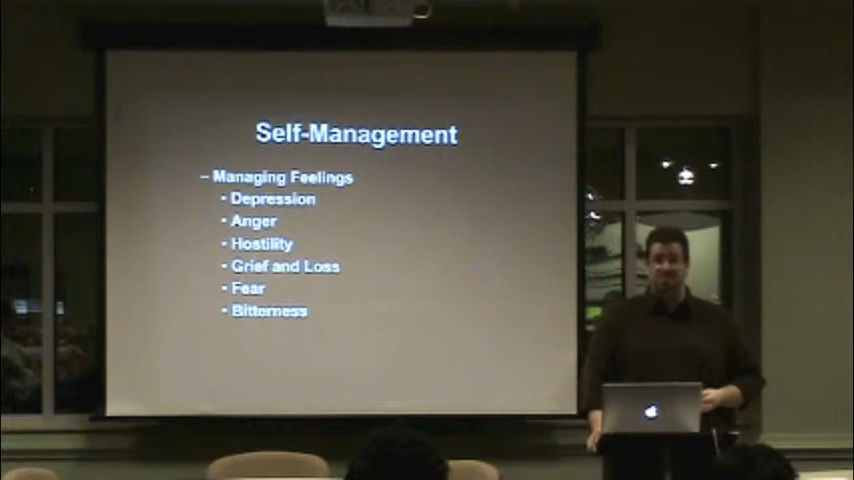 Self-Management
– Managing Feelings
• Depression
• Anger
• Hostility
• Grief and Loss
• Fear
• Bitterness